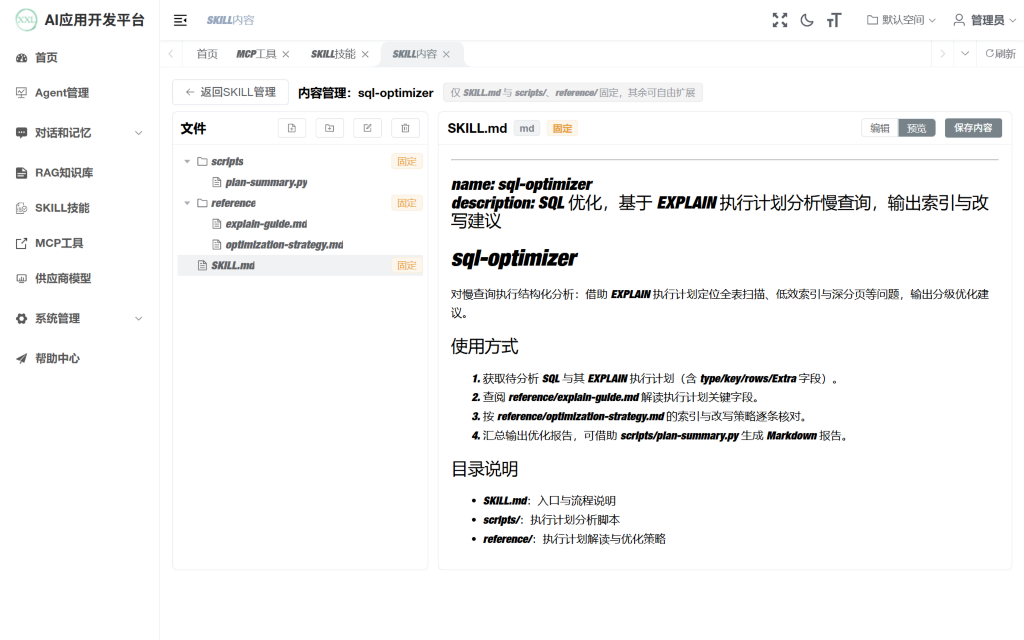 XXL AI应用开发平台
SKILL内容
默认空间
管理员
首页
MCP工具
SKILL技能
SKILL内容
刷新
首页
Agent管理
对话和记忆
RAG知识库
SKILL技能
MCP工具
供应商模型
系统管理
帮助中心
返回SKILL管理
内容管理：sql-optimizer
仅 SKILL.md 与 scripts/、reference/ 固定，其余可自由扩展
文件
scripts 固定
plan-summary.py
reference 固定
explain-guide.md
optimization-strategy.md
SKILL.md 固定
SKILL.md md 固定
编辑 预览 保存内容
name: sql-optimizer
description: SQL 优化，基于 EXPLAIN 执行计划分析慢查询，输出索引与改
写建议
sql-optimizer
对慢查询执行结构化分析：借助 EXPLAIN 执行计划定位全表扫描、低效索引与深分页等问题，输出分级优化建
议。
使用方式
1. 获取待分析 SQL 与其 EXPLAIN 执行计划（含 type/key/rows/Extra 字段）。
2. 查阅 reference/explain-guide.md 解读执行计划关键字段。
3. 按 reference/optimization-strategy.md 的索引与改写策略逐条核对。
4. 汇总输出优化报告，可借助 scripts/plan-summary.py 生成 Markdown 报告。
目录说明
• SKILL.md：入口与流程说明
• scripts/：执行计划分析脚本
• reference/：执行计划解读与优化策略